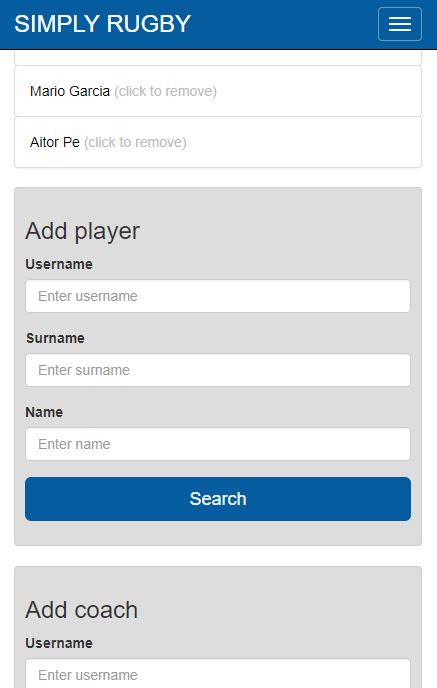 SIMPLY RUGBY
Mario Garcia (click to remove)
Aitor Pe (click to remove)
Add player
Username
Enter username
Surname
Enter surname
Name
Enter name
Search
Add coach
Username
Enter username